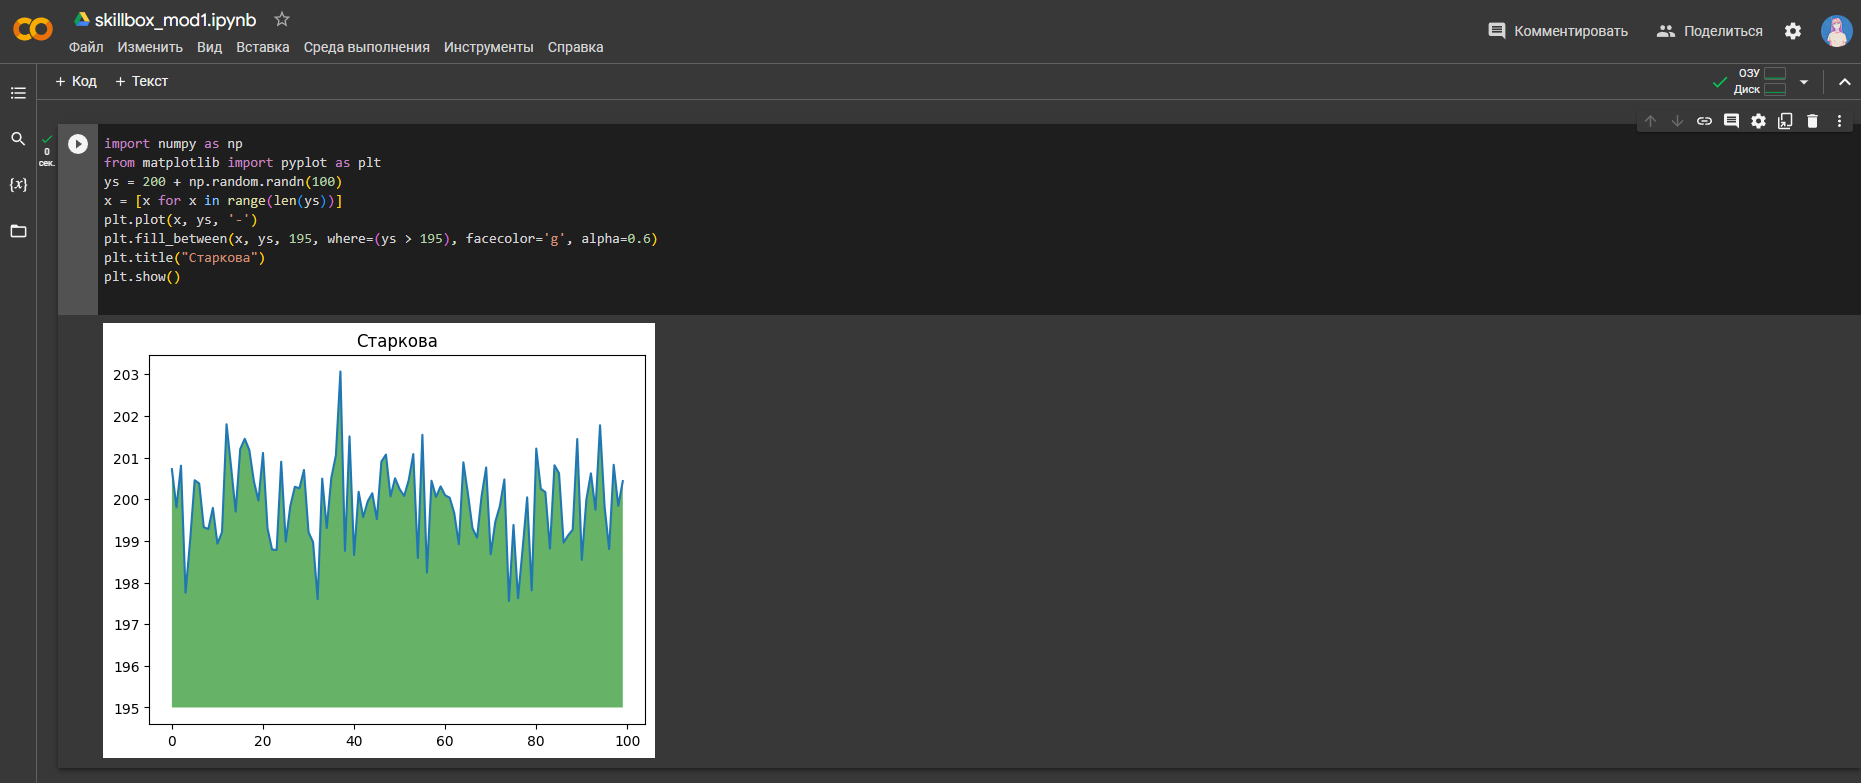 skillbox_mod1.ipynb
Файл Изменить Вид Вставка Среда выполнения Инструменты Справка
Комментировать Поделиться
+ Код + Текст
ОЗУ
Диск
{x}
0
сек.
import numpy as np
from matplotlib import pyplot as plt
ys = 200 + np.random.randn(100)
x = [x for x in range(len(ys))]
plt.plot(x, ys, '-')
plt.fill_between(x, ys, 195, where=(ys > 195), facecolor='g', alpha=0.6)
plt.title("Старкова")
plt.show()
Старкова
203
202
201
200
199
198
197
196
195
0 20 40 60 80 100